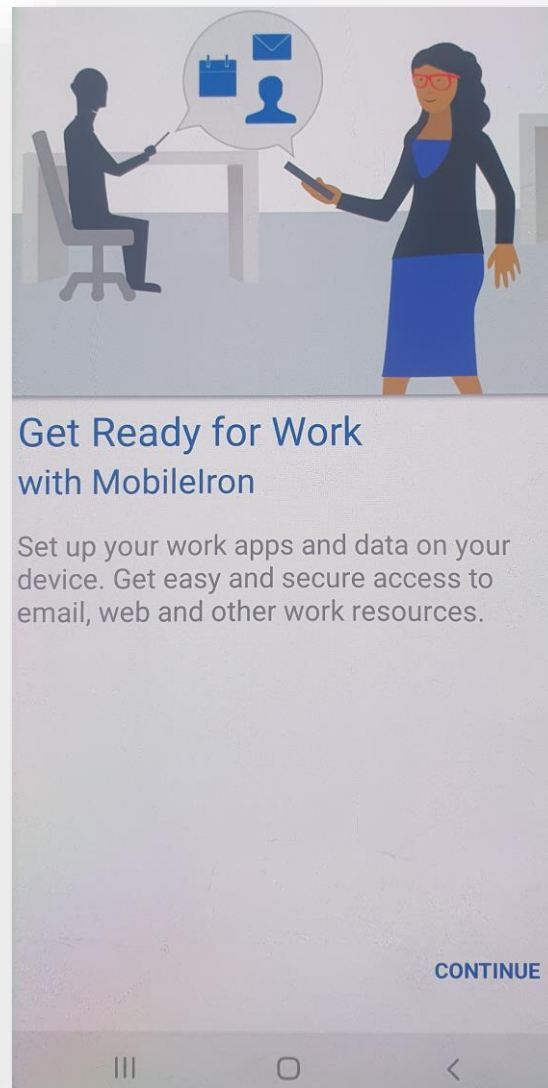 Get Ready for Work
with MobileIron
Set up your work apps and data on your
device. Get easy and secure access to
email, web and other work resources.
CONTINUE